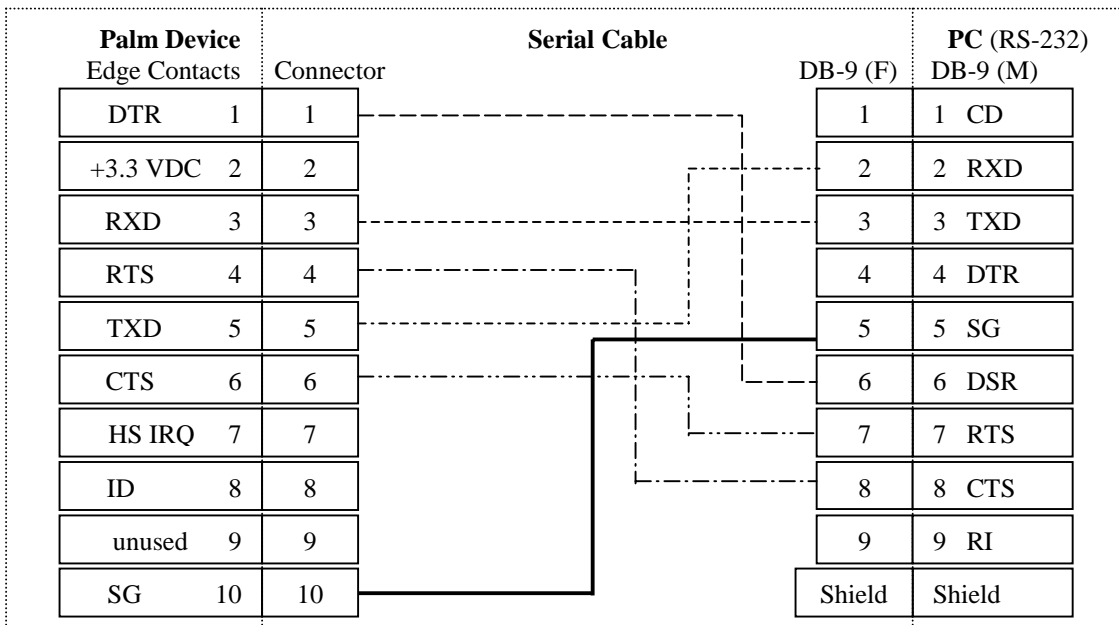 Palm Device Serial Cable PC (RS-232)
Edge Contacts Connector DB-9 (F) DB-9 (M)
DTR 1 1 1 1 CD
+3.3 VDC 2 2 2 2 RXD
RXD 3 3 3 3 TXD
RTS 4 4 4 4 DTR
TXD 5 5 5 5 SG
CTS 6 6 6 6 DSR
HS IRQ 7 7 7 7 RTS
ID 8 8 8 8 CTS
unused 9 9 9 9 RI
SG 10 10 Shield Shield